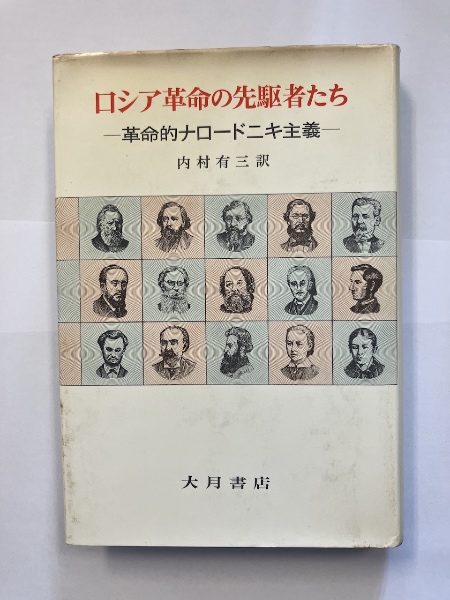 ロシア革命の先駆者たち
—革命的ナロードニキ主義—
内村有三訳
大月書店